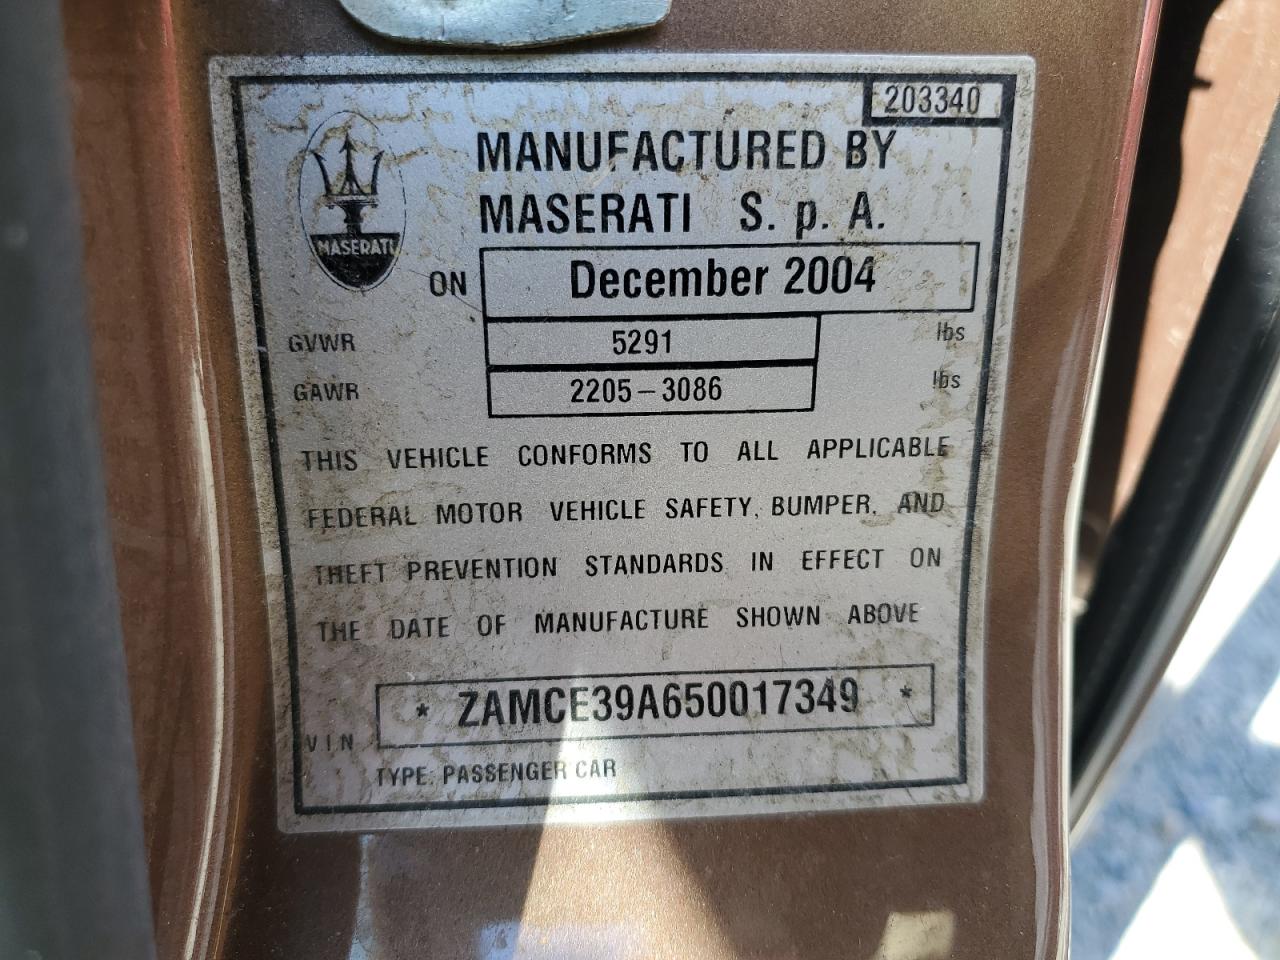 203340
MANUFACTURED BY
MASERATI S. p. A.
MASERATI
ON December 2004
GVWR 5291 lbs
GAWR 2205-3086 lbs
THIS VEHICLE CONFORMS TO ALL APPLICABLE
FEDERAL MOTOR VEHICLE SAFETY, BUMPER, AND
THEFT PREVENTION STANDARDS IN EFFECT ON
THE DATE OF MANUFACTURE SHOWN ABOVE
VIN * ZAMCE39A650017349 *
TYPE: PASSENGER CAR